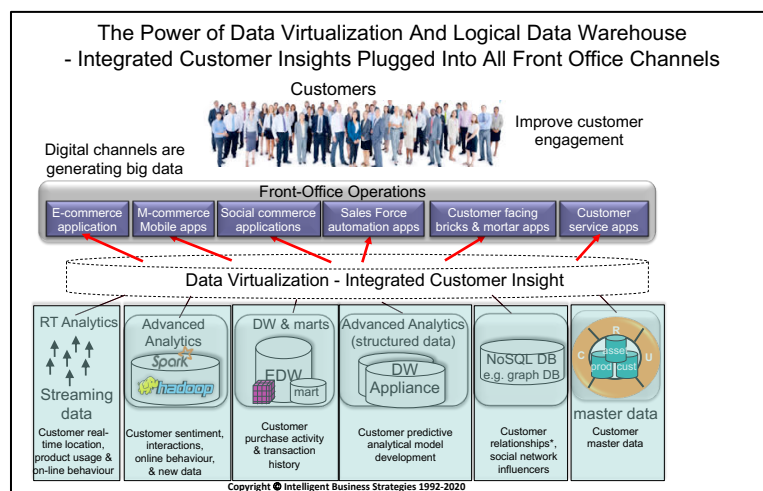 The Power of Data Virtualization And Logical Data Warehouse
- Integrated Customer Insights Plugged Into All Front Office Channels
Customers
Improve customer
engagement
Digital channels are
generating big data
Front-Office Operations
E-commerce
application
M-commerce
Mobile apps
Social commerce
applications
Sales Force
automation apps
Customer facing
bricks & mortar apps
Customer
service apps
Data Virtualization - Integrated Customer Insight
RT Analytics
Streaming
data
Customer real-
time location,
product usage &
on-line behaviour
Advanced
Analytics
Spark
hadoop
Customer sentiment,
interactions,
online behaviour,
& new data
DW & marts
EDW
mart
Customer
purchase activity
& transaction
history
Advanced Analytics
(structured data)
DW
Appliance
Customer predictive
analytical model
development
NoSQL DB
e.g. graph DB
Customer
relationships*,
social network
influencers
C
R
U
asse
prod
cust
master data
Customer
master data
Copyright © Intelligent Business Strategies 1992-2020